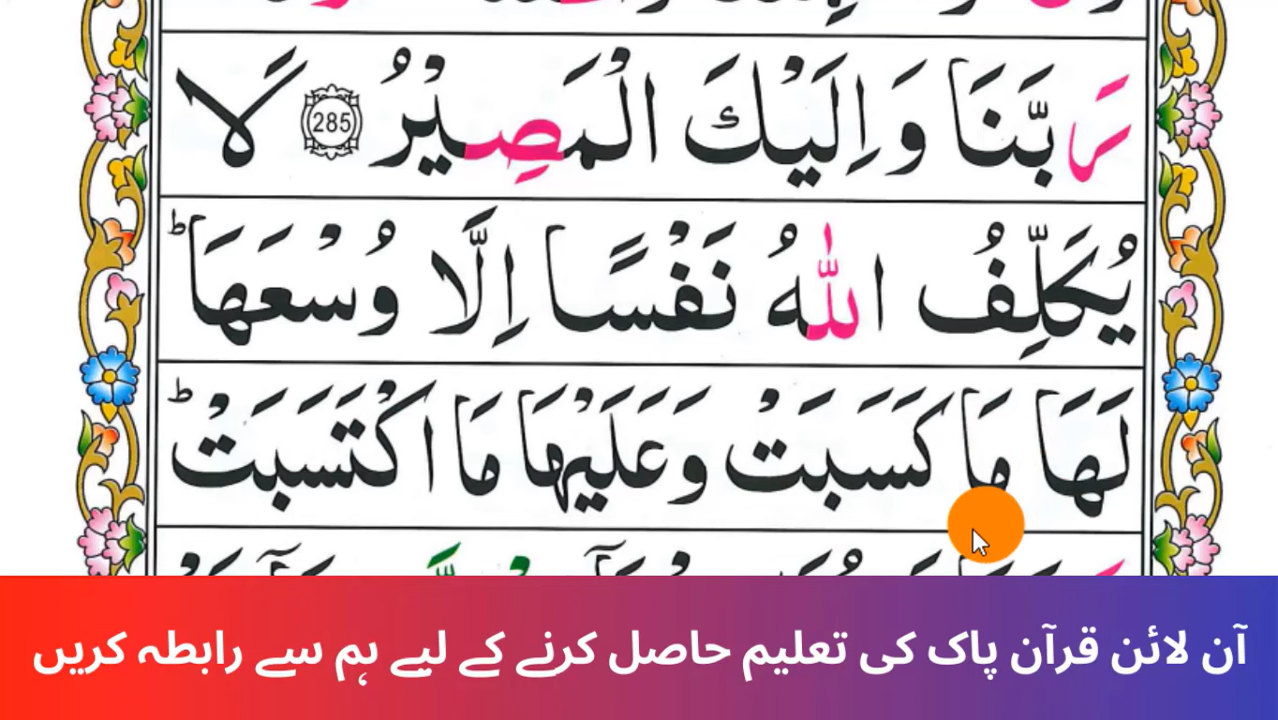 رَبَّنَا وَاِلَيْكَ الْمَصِيْرُ 285 لَا
يُكَلِّفُ اللّٰهُ نَفْسًا اِلَّا وُسْعَهَا ؕ
لَهَا مَا كَسَبَتْ وَعَلَيْهَا مَا اكْتَسَبَتْ ؕ
آن لائن قرآن پاک کی تعلیم حاصل کرنے کے لیے ہم سے رابطہ کریں